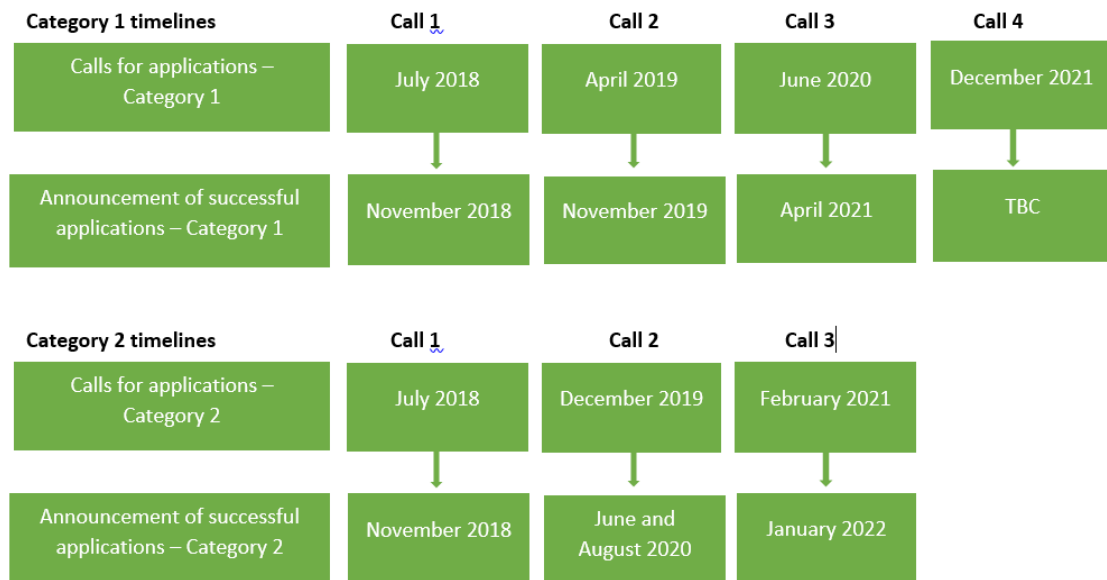 Category 1 timelines Call 1 Call 2 Call 3 Call 4
Calls for applications –
Category 1
July 2018 April 2019 June 2020 December 2021
Announcement of successful
applications – Category 1
November 2018 November 2019 April 2021 TBC
Category 2 timelines Call 1 Call 2 Call 3
Calls for applications –
Category 2
July 2018 December 2019 February 2021
Announcement of successful
applications – Category 2
November 2018
June and
August 2020
January 2022